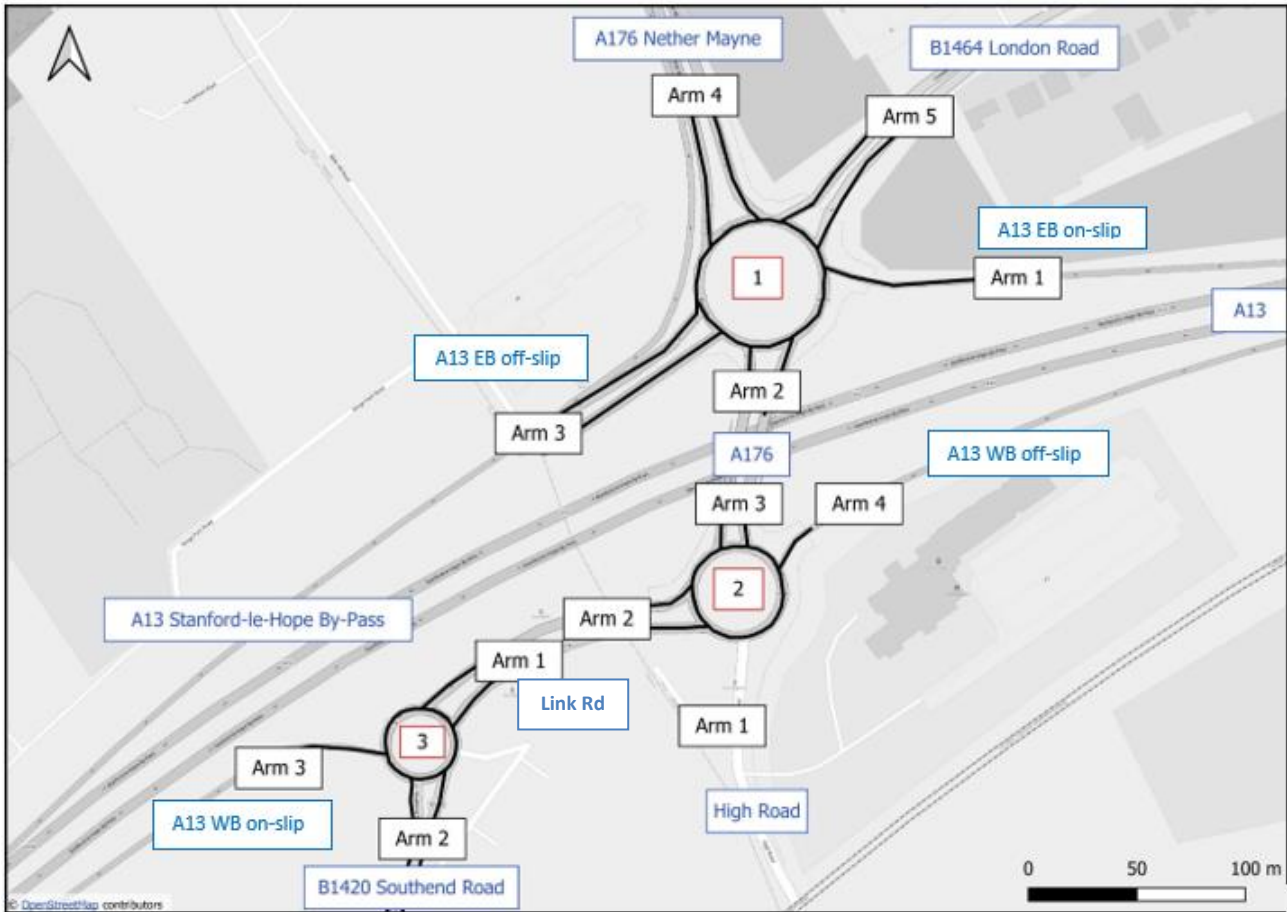 A176 Nether Mayne
B1464 London Road
Arm 4
Arm 5
A13 EB on-slip
1
Arm 1
A13
A13 EB off-slip
Arm 2
Arm 3
A176
A13 WB off-slip
Arm 3
Arm 4
2
A13 Stanford-le-Hope By-Pass
Arm 2
Arm 1
Link Rd
Arm 1
3
Arm 3
High Road
A13 WB on-slip
Arm 2
B1420 Southend Road
0 50 100 m
© OpenStreetMap contributors